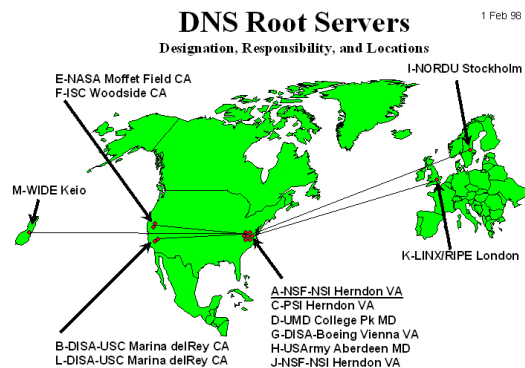 DNS Root Servers
1 Feb 98
Designation, Responsibility, and Locations
I-NORDU Stockholm
E-NASA Moffet Field CA
F-ISC Woodside CA
M-WIDE Keio
K-LINX/RIPE London
A-NSF-NSI Herndon VA
C-PSI Herndon VA
D-UMD College Pk MD
G-DISA-Boeing Vienna VA
H-USArmy Aberdeen MD
J-NSF-NSI Herndon VA
B-DISA-USC Marina delRey CA
L-DISA-USC Marina delRey CA